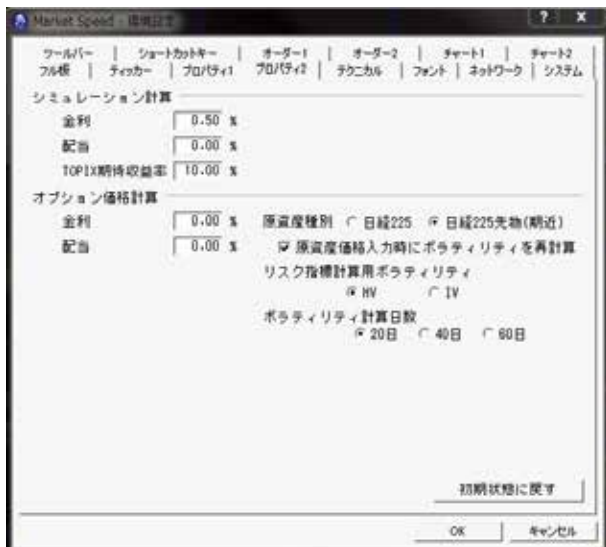 Market Speed - 環境設定
ツールバー ショートカットキー オーダー1 オーダー2 チャート1 チャート2
フル板 ティッカー プロパティ1 プロパティ2 テクニカル フォント ネットワーク システム
シミュレーション計算
金利 0.50 %
配当 0.00 %
TOPIX期待収益率 10.00 %
オプション価格計算
金利 0.00 % 原資産種別 日経225 日経225先物(期近)
配当 0.00 % 原資産価格入力時にボラティリティを再計算
リスク指標計算用ボラティリティ
HV IV
ボラティリティ計算日数
20日 40日 60日
初期状態に戻す
OK キャンセル